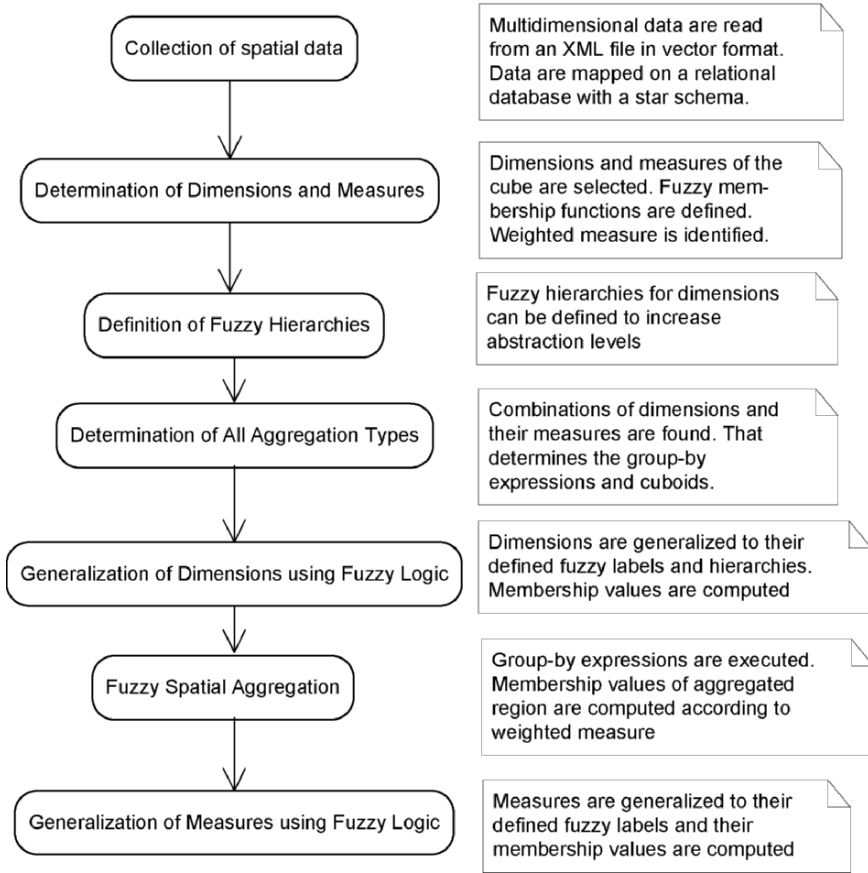 Collection of spatial data
Multidimensional data are read
from an XML file in vector format.
Data are mapped on a relational
database with a star schema.
Determination of Dimensions and Measures
Dimensions and measures of the
cube are selected. Fuzzy mem-
bership functions are defined.
Weighted measure is identified.
Definition of Fuzzy Hierarchies
Fuzzy hierarchies for dimensions
can be defined to increase
abstraction levels
Determination of All Aggregation Types
Combinations of dimensions and
their measures are found. That
determines the group-by
expressions and cuboids.
Generalization of Dimensions using Fuzzy Logic
Dimensions are generalized to their
defined fuzzy labels and hierarchies.
Membership values are computed
Fuzzy Spatial Aggregation
Group-by expressions are executed.
Membership values of aggregated
region are computed according to
weighted measure
Generalization of Measures using Fuzzy Logic
Measures are generalized to their
defined fuzzy labels and their
membership values are computed